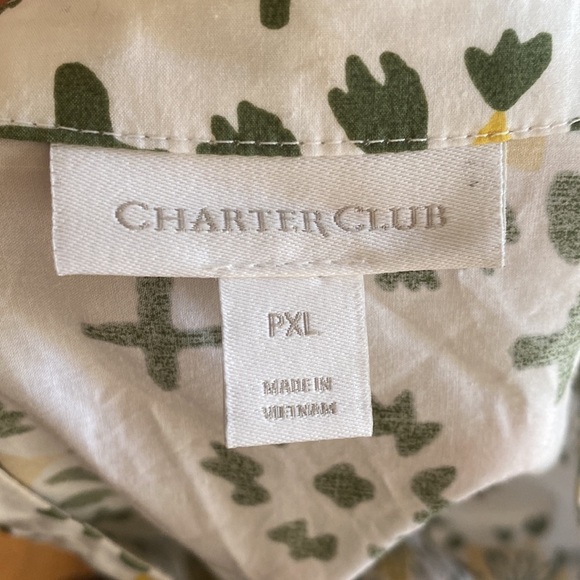 CHARTER CLUB
PXL
MADE IN
VIETNAM